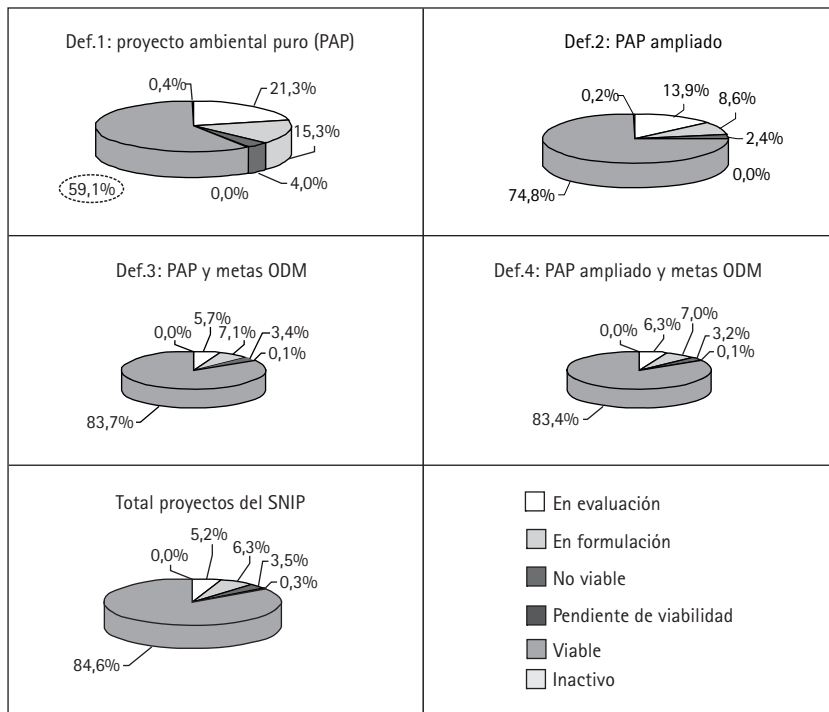 Def.1: proyecto ambiental puro (PAP)
0,4%
21,3%
15,3%
4,0%
0,0%
59,1%
Def.2: PAP ampliado
0,2%
13,9%
8,6%
2,4%
0,0%
74,8%
Def.3: PAP y metas ODM
0,0%
5,7%
7,1%
3,4%
0,1%
83,7%
Def.4: PAP ampliado y metas ODM
0,0%
6,3%
7,0%
3,2%
0,1%
83,4%
Total proyectos del SNIP
0,0%
5,2%
6,3%
3,5%
0,3%
84,6%
En evaluación
En formulación
No viable
Pendiente de viabilidad
Viable
Inactivo